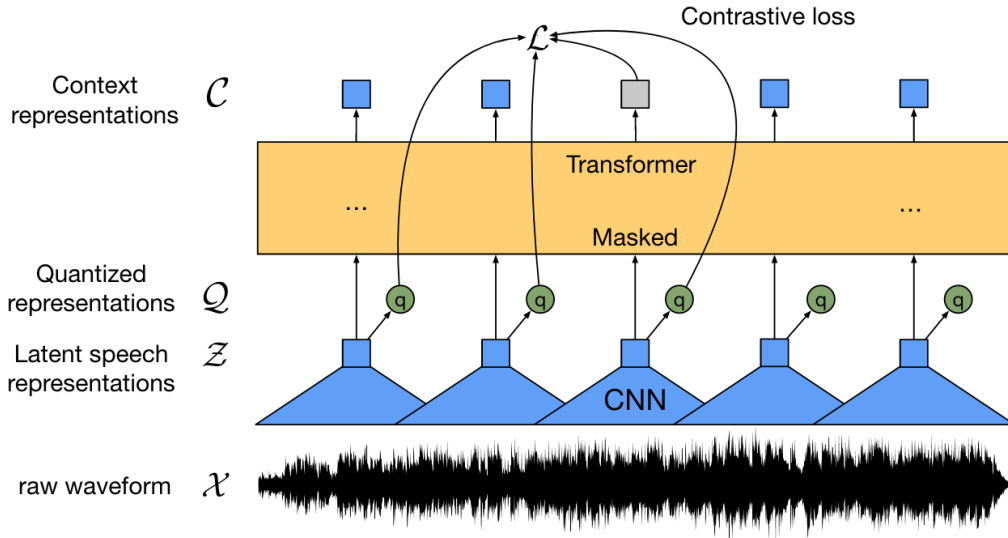 Contrastive loss
ℒ
Context
representations
𝒞
Transformer
... ...
Masked
Quantized
representations
𝒬
q q q q q
Latent speech
representations
𝒵
CNN
raw waveform
𝒳